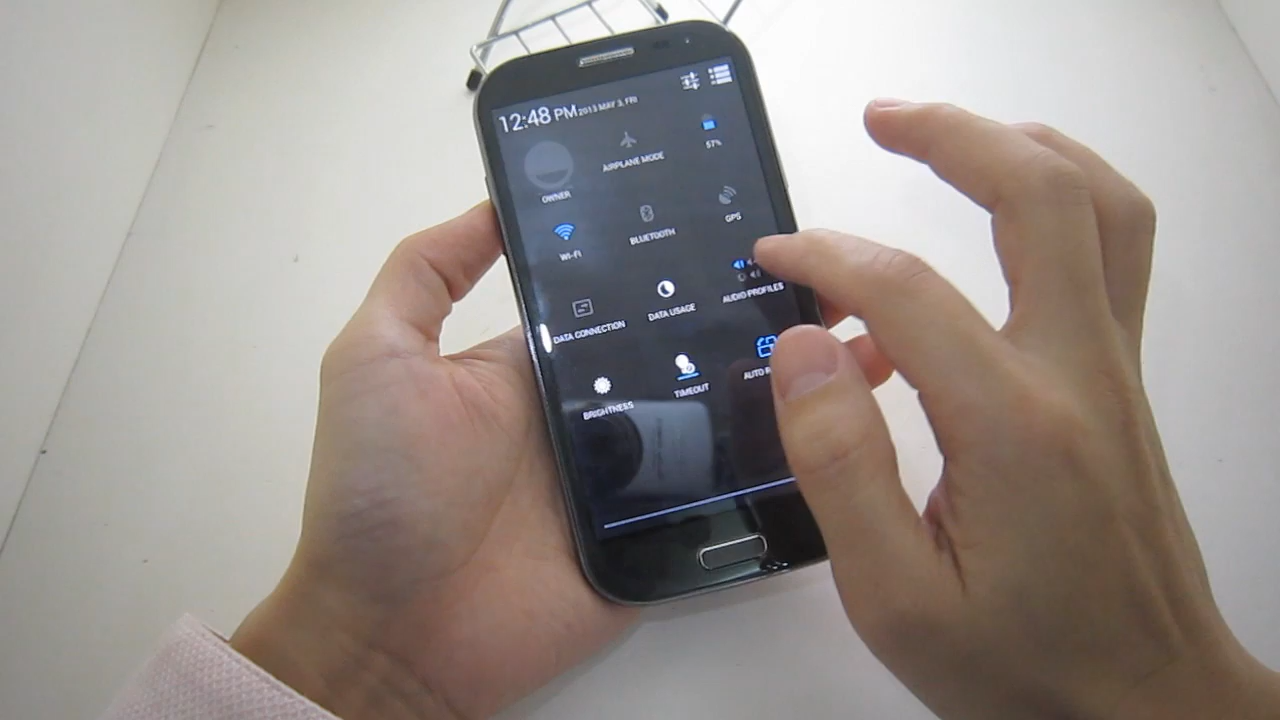 12:48 PM 2013 MAY 3, FRI
OWNER
AIRPLANE MODE
57%
WI-FI
BLUETOOTH
GPS
DATA CONNECTION
DATA USAGE
AUDIO PROFILES
BRIGHTNESS
TIMEOUT
AUTO